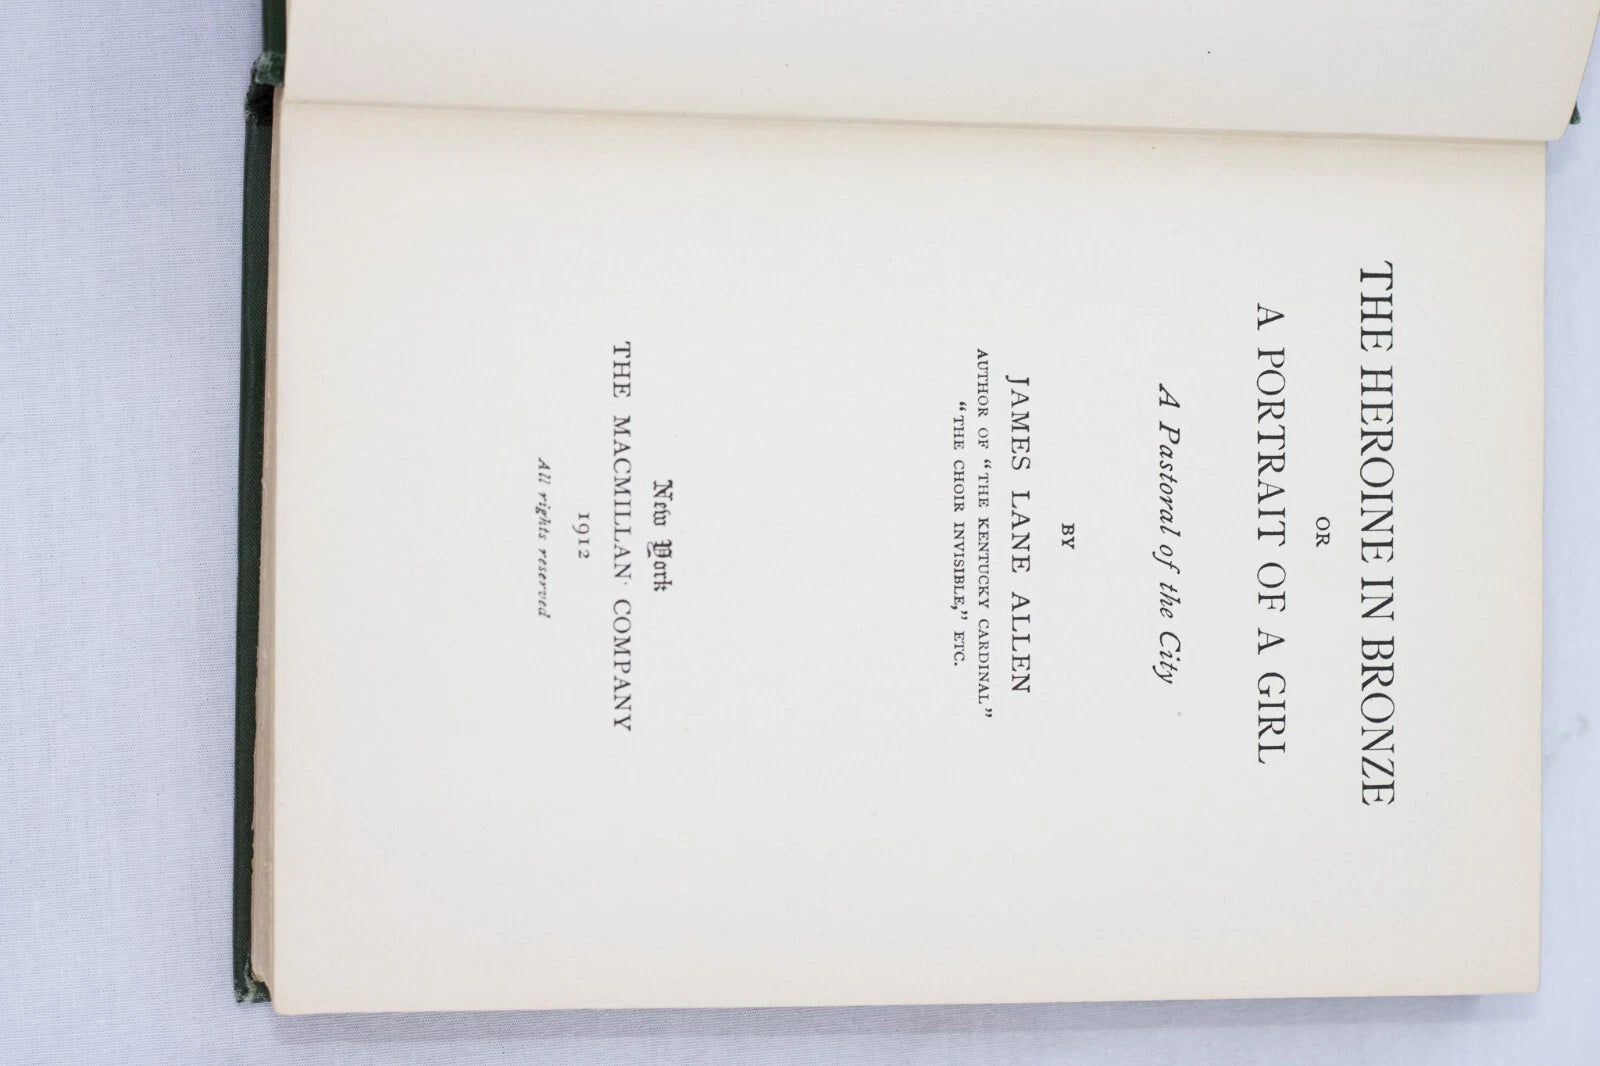 THE HEROINE IN BRONZE
OR
A PORTRAIT OF A GIRL
A Pastoral of the City
BY
JAMES LANE ALLEN
AUTHOR OF "THE KENTUCKY CARDINAL"
"THE CHOIR INVISIBLE," ETC.
New York
THE MACMILLAN COMPANY
1912
All rights reserved